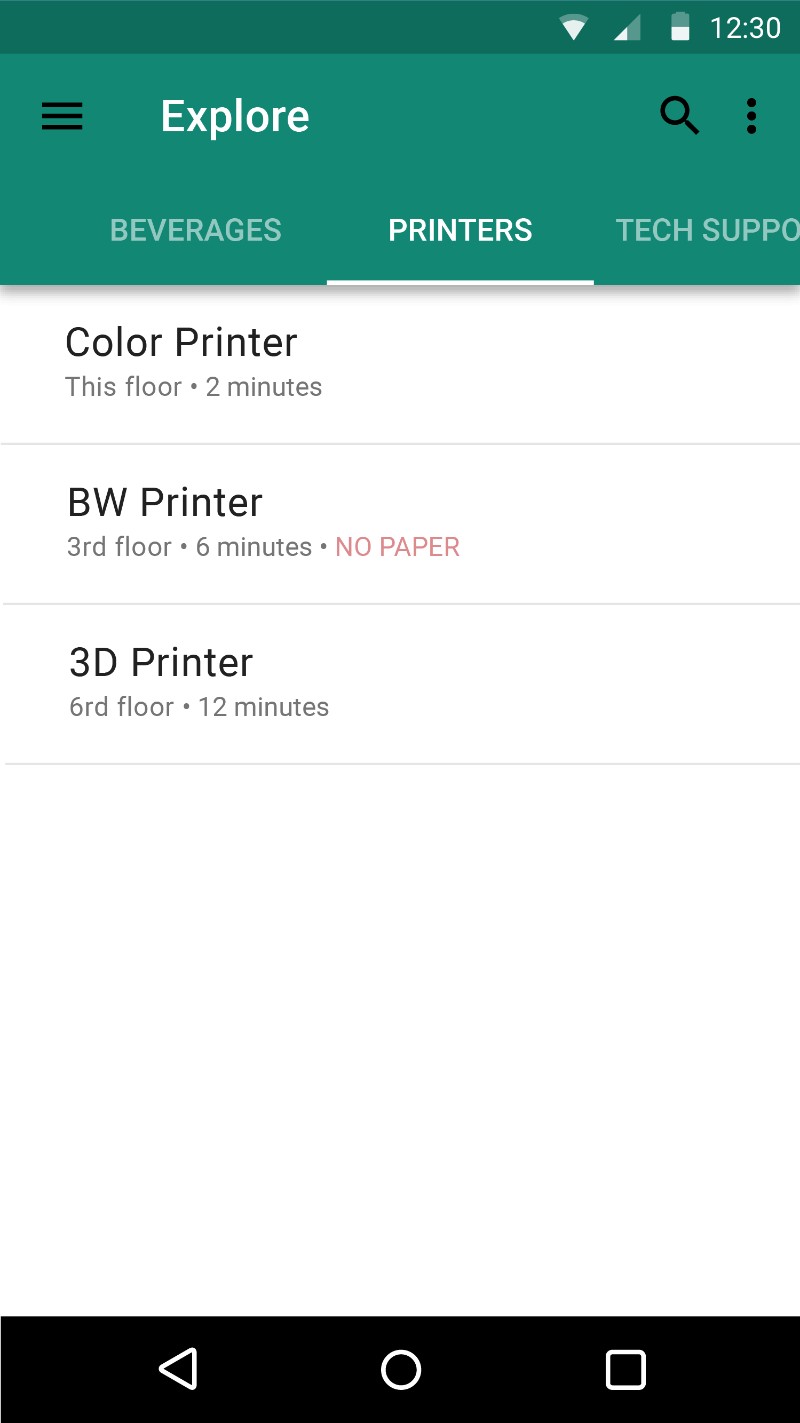 12:30
Explore
BEVERAGES PRINTERS TECH SUPPO
Color Printer
This floor • 2 minutes
BW Printer
3rd floor • 6 minutes • NO PAPER
3D Printer
6rd floor • 12 minutes